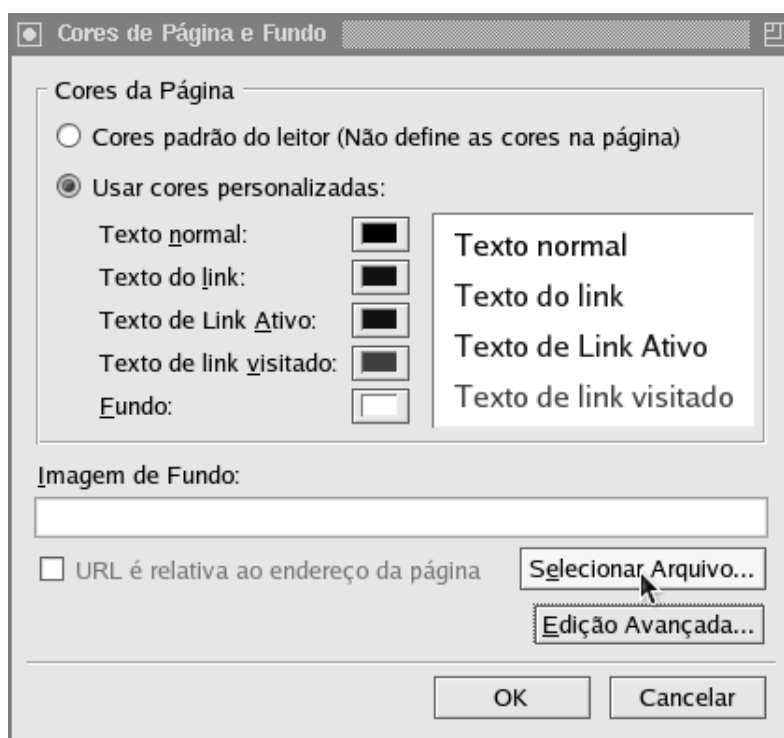 Cores de Página e Fundo
Cores da Página
Cores padrão do leitor (Não define as cores na página)
Usar cores personalizadas:
Texto normal:
Texto do link:
Texto de Link Ativo:
Texto de link visitado:
Fundo:
Texto normal
Texto do link
Texto de Link Ativo
Texto de link visitado
Imagem de Fundo:
URL é relativa ao endereço da página
Selecionar Arquivo...
Edição Avançada...
OK
Cancelar